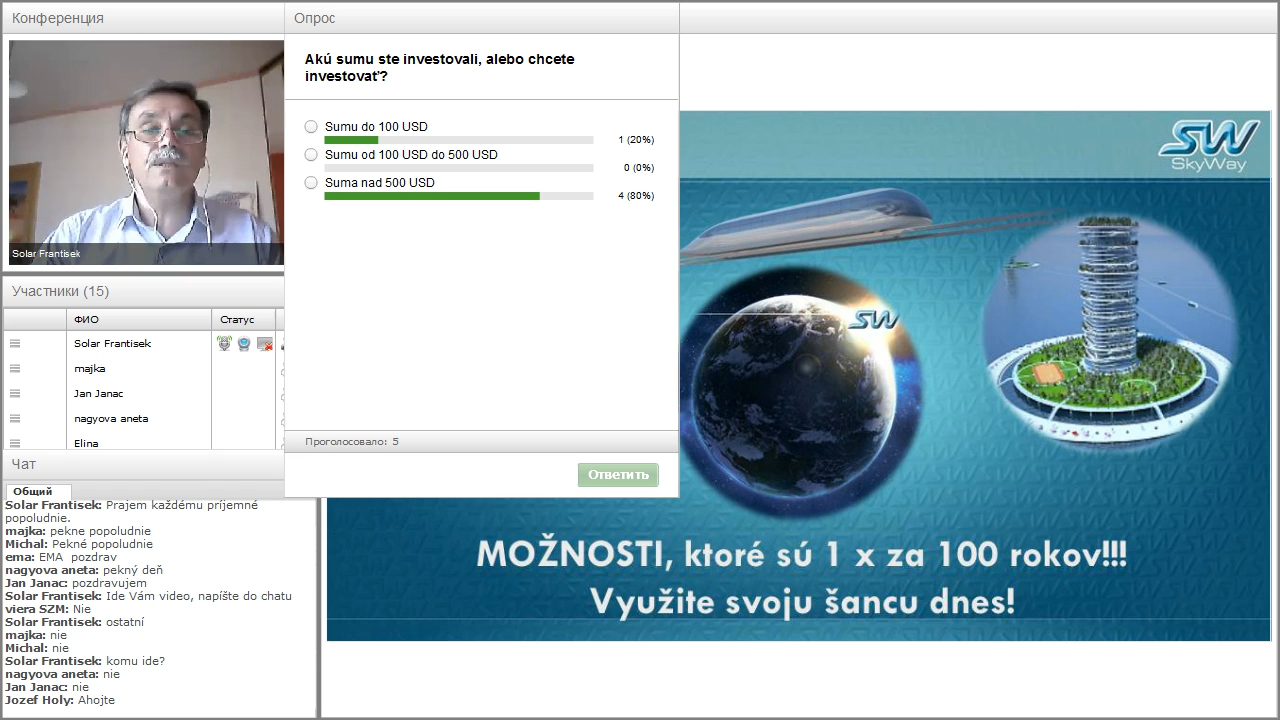 Конференция
Solar Frantisek
Участники (15)
ФИО
Статус
Solar Frantisek
majka
Jan Janac
nagyova aneta
Elina
Чат
Общий
Solar Frantisek: Prajem každému príjemné
popoludnie.
majka: pekne popoludnie
Michal: Pekné popoludnie
ema: EMA  pozdrav
nagyova aneta: pekný deň
Jan Janac: pozdravujem
Solar Frantisek: Ide Vám video, napíšte do chatu
viera SZM: Nie
Solar Frantisek: ostatní
majka: nie
Michal: nie
Solar Frantisek: komu ide?
nagyova aneta: nie
Jan Janac: nie
Jozef Holy: Ahojte
Опрос
Akú sumu ste investovali, alebo chcete
investovať?
Sumu do 100 USD
1 (20%)
Sumu od 100 USD do 500 USD
0 (0%)
Suma nad 500 USD
4 (80%)
Проголосовало: 5
Ответить
SW
SkyWay
SW
MOŽNOSTI, ktoré sú 1 x za 100 rokov!!!
Využite svoju šancu dnes!